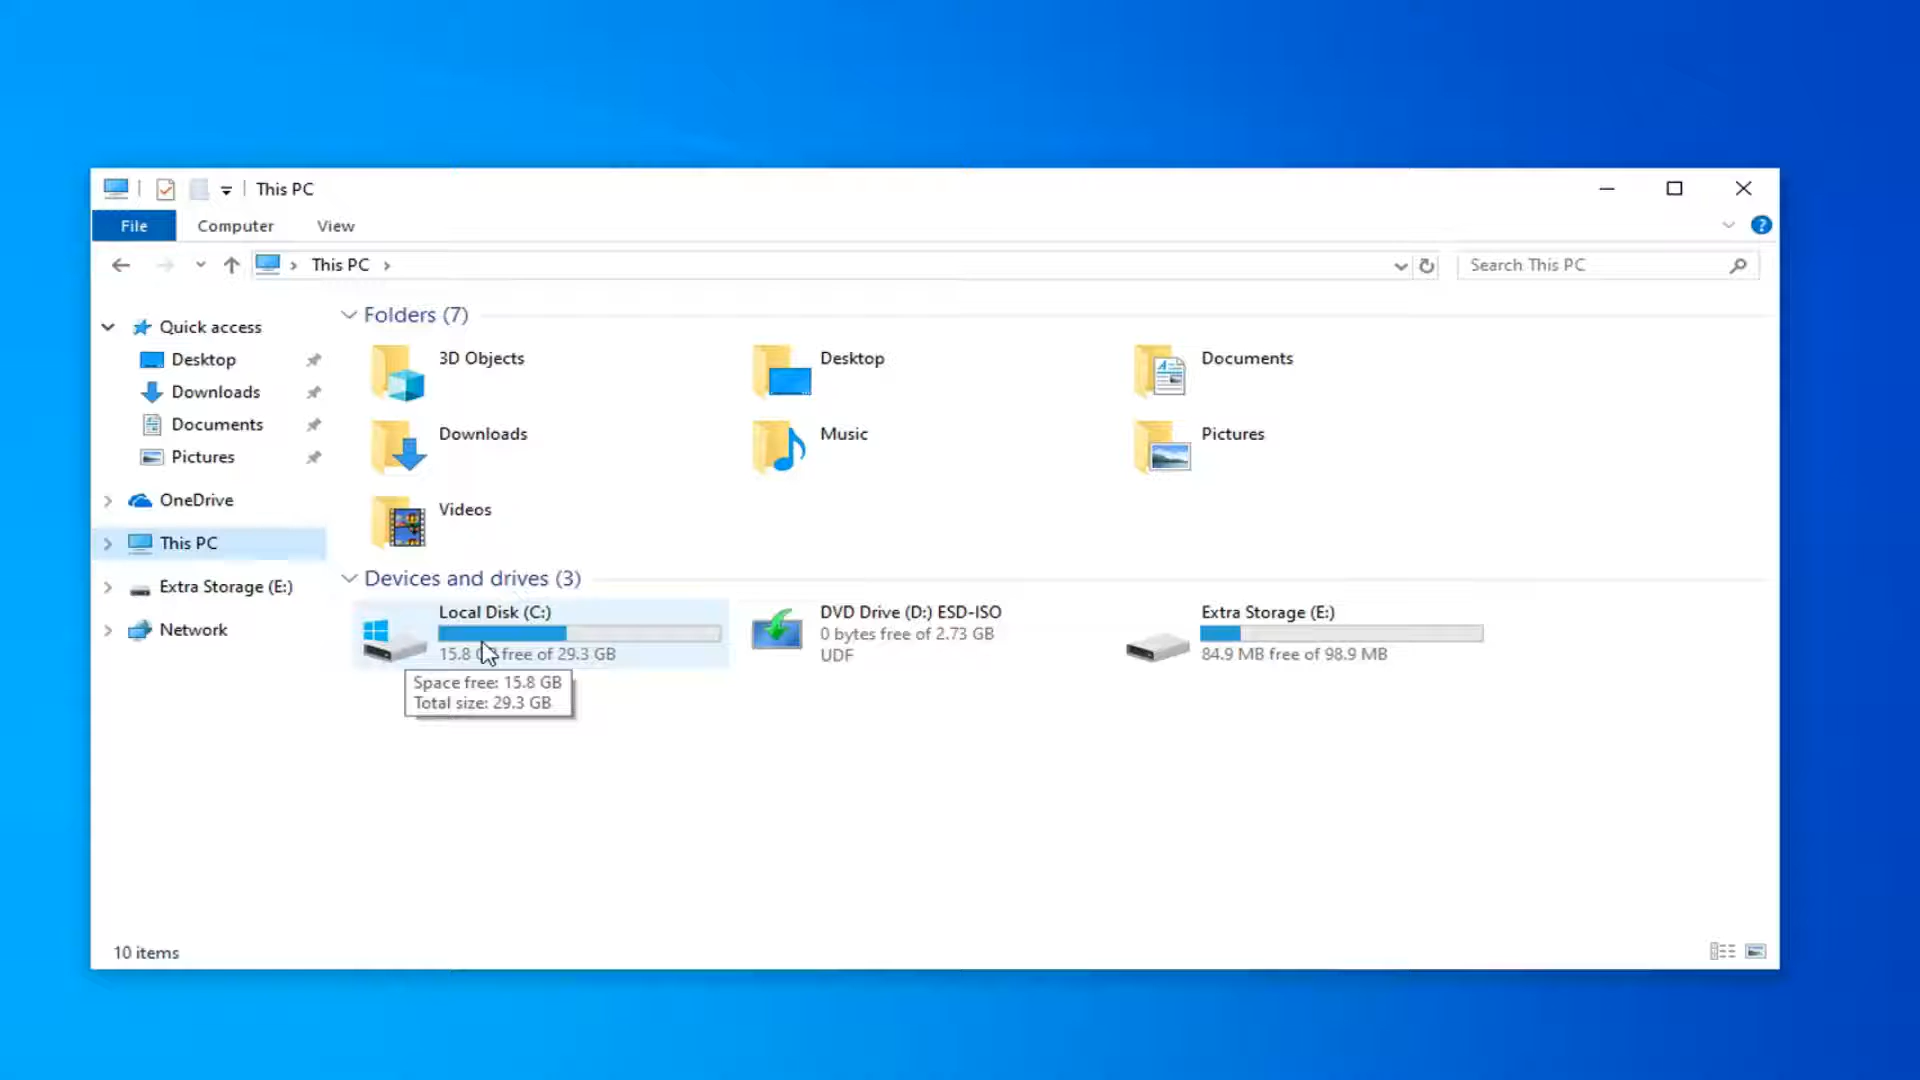 This PC
File Computer View
This PC
Search This PC
Quick access
Desktop
Downloads
Documents
Pictures
OneDrive
This PC
Extra Storage (E:)
Network
Folders (7)
3D Objects
Desktop
Documents
Downloads
Music
Pictures
Videos
Devices and drives (3)
Local Disk (C:)
15.8 free of 29.3 GB
Space free: 15.8 GB
Total size: 29.3 GB
DVD Drive (D:) ESD-ISO
0 bytes free of 2.73 GB
UDF
Extra Storage (E:)
84.9 MB free of 98.9 MB
10 items